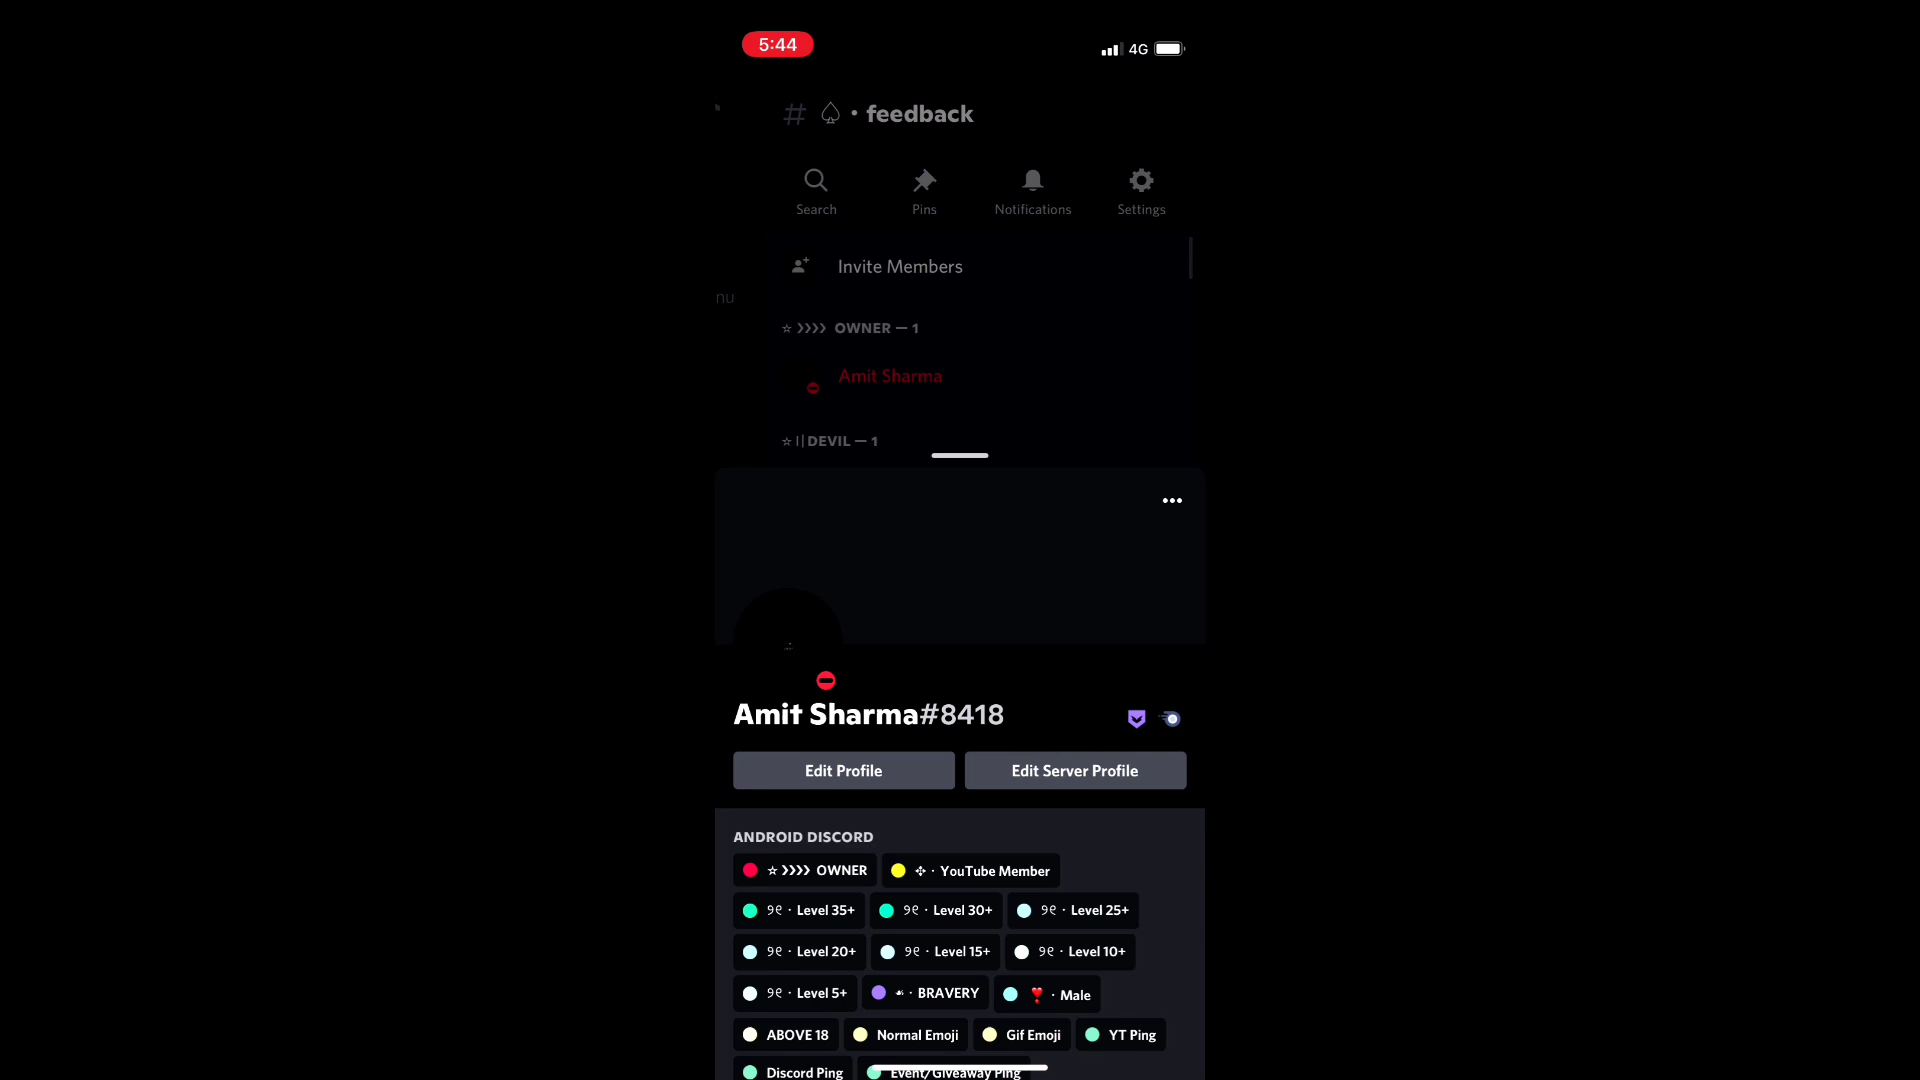 5:44 4G
# ♤ • feedback
Search Pins Notifications Settings
Invite Members
nu
☆ ❯❯❯❯ OWNER — 1
Amit Sharma
☆ || DEVIL — 1
Amit Sharma#8418
Edit Profile Edit Server Profile
ANDROID DISCORD
☆ ❯❯❯❯ OWNER ✣ · YouTube Member
୨୧ · Level 35+ ୨୧ · Level 30+ ୨୧ · Level 25+
୨୧ · Level 20+ ୨୧ · Level 15+ ୨୧ · Level 10+
୨୧ · Level 5+ ☙ · BRAVERY ❣️ · Male
ABOVE 18 Normal Emoji Gif Emoji YT Ping
Discord Ping Event/Giveaway Ping